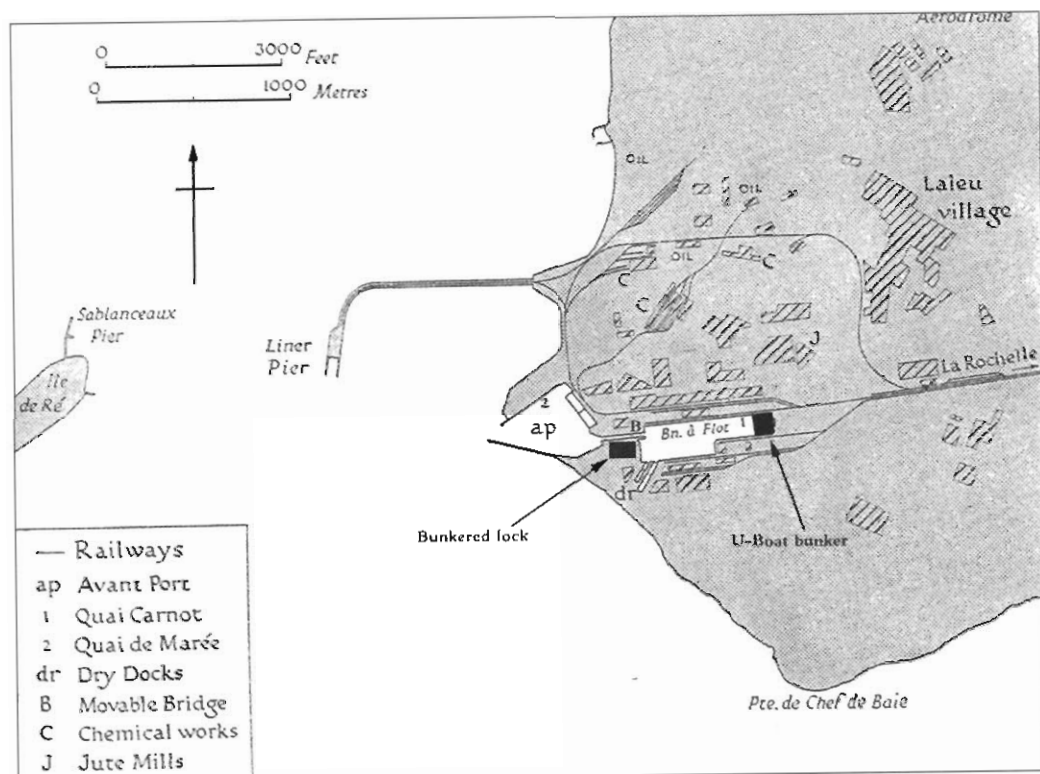 Aérodrome
0 3000 Feet
0 1000 Metres
OIL
OIL
Laleu
village
OIL
C
C
C
Sablanceaux
Pier
Liner
Pier
Ile
de Ré
J
La Rochelle
2
ap
B
Bn. à Flot
1
2
dr
Bunkered lock
U-Boat bunker
Pte. de Chef de Baie
— Railways
ap Avant Port
1 Quai Carnot
2 Quai de Marée
dr Dry Docks
B Movable Bridge
C Chemical works
J Jute Mills